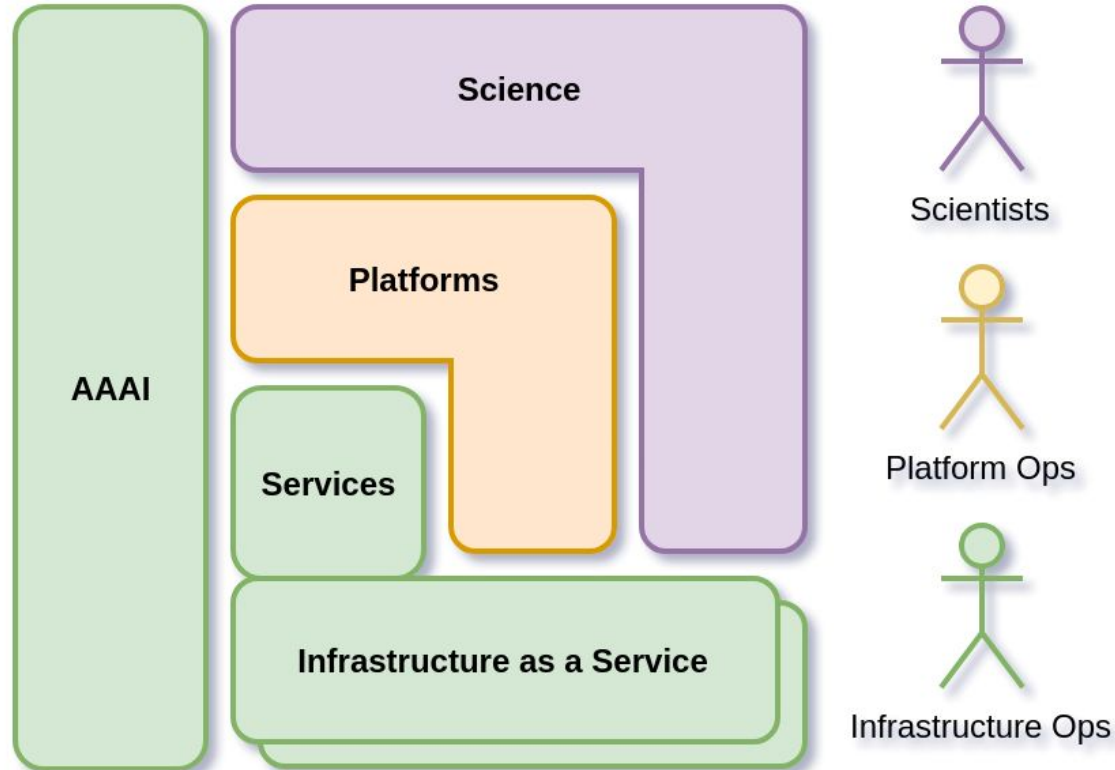 Science
Scientists
Platforms
AAAI
Platform Ops
Services
Infrastructure as a Service
Infrastructure Ops